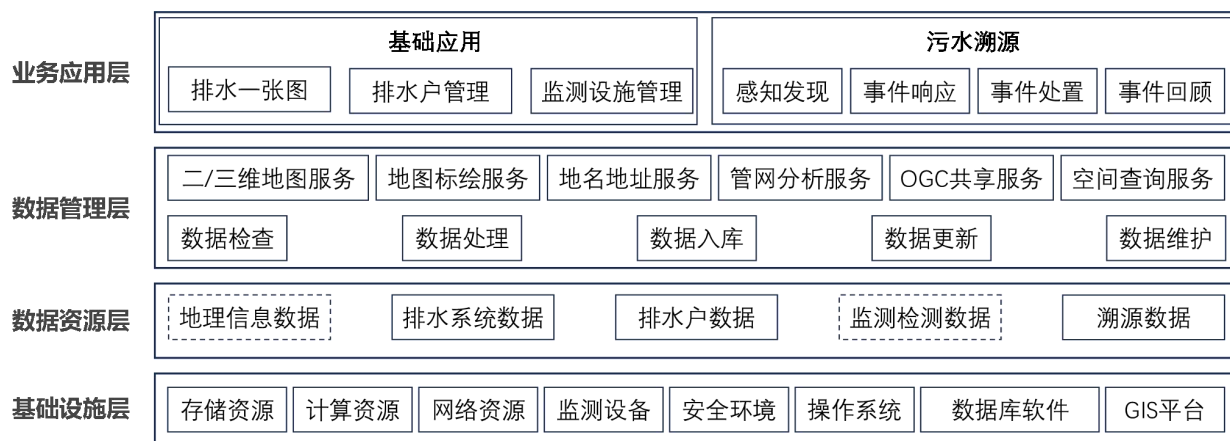 业务应用层
基础应用
排水一张图 排水户管理 监测设施管理
污水溯源
感知发现 事件响应 事件处置 事件回顾
数据管理层
二/三维地图服务 地图标绘服务 地名地址服务 管网分析服务 OGC共享服务 空间查询服务
数据检查 数据处理 数据入库 数据更新 数据维护
数据资源层
地理信息数据 排水系统数据 排水户数据 监测检测数据 溯源数据
基础设施层
存储资源 计算资源 网络资源 监测设备 安全环境 操作系统 数据库软件 GIS平台